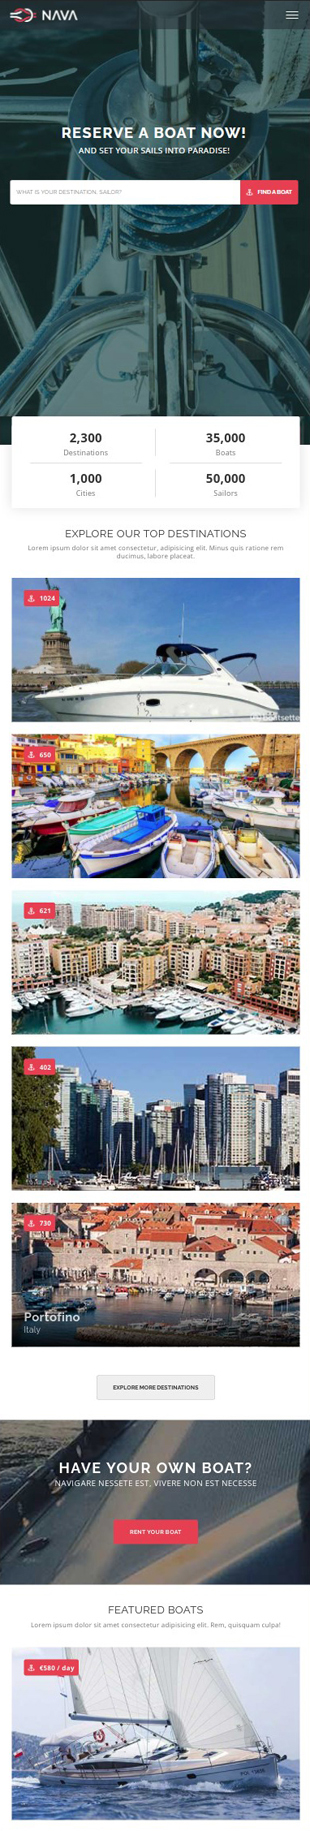 NAVA
RESERVE A BOAT NOW!
AND SET YOUR SAILS INTO PARADISE!
WHAT IS YOUR DESTINATION, SAILOR?
FIND A BOAT
2,300
Destinations
35,000
Boats
1,000
Cities
50,000
Sailors
EXPLORE OUR TOP DESTINATIONS
Lorem ipsum dolor sit amet consectetur, adipisicing elit. Minus quis ratione rem
ducimus, labore placeat.
1024
650
621
402
730
Portofino
Italy
EXPLORE MORE DESTINATIONS
HAVE YOUR OWN BOAT?
NAVIGARE NESSETE EST, VIVERE NON EST NECESSE
RENT YOUR BOAT
FEATURED BOATS
Lorem ipsum dolor sit amet consectetur adipisicing elit. Rem, quisquam culpa!
€580 / day